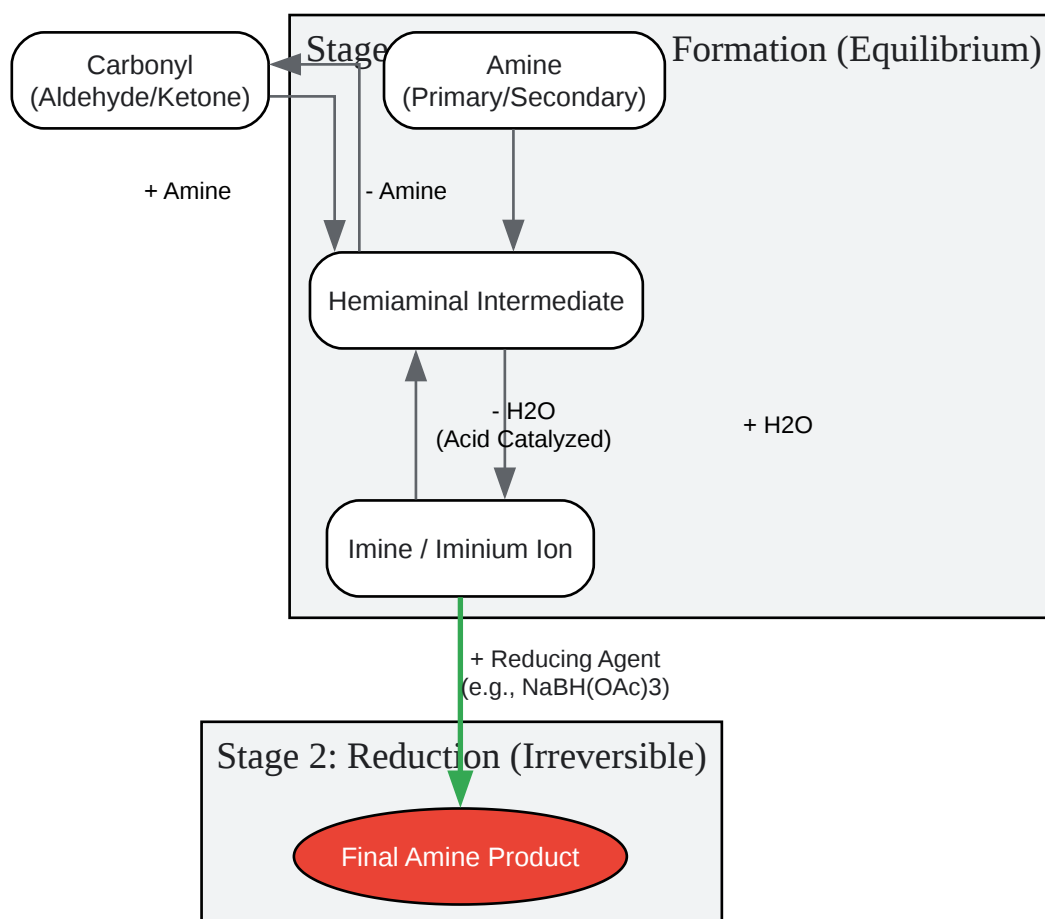 Carbonyl
(Aldehyde/Ketone)
Stage
Amine
(Primary/Secondary)
Formation (Equilibrium)
+ Amine
- Amine
Hemiaminal Intermediate
- H2O
(Acid Catalyzed)
+ H2O
Imine / Iminium Ion
+ Reducing Agent
(e.g., NaBH(OAc)3)
Stage 2: Reduction (Irreversible)
Final Amine Product